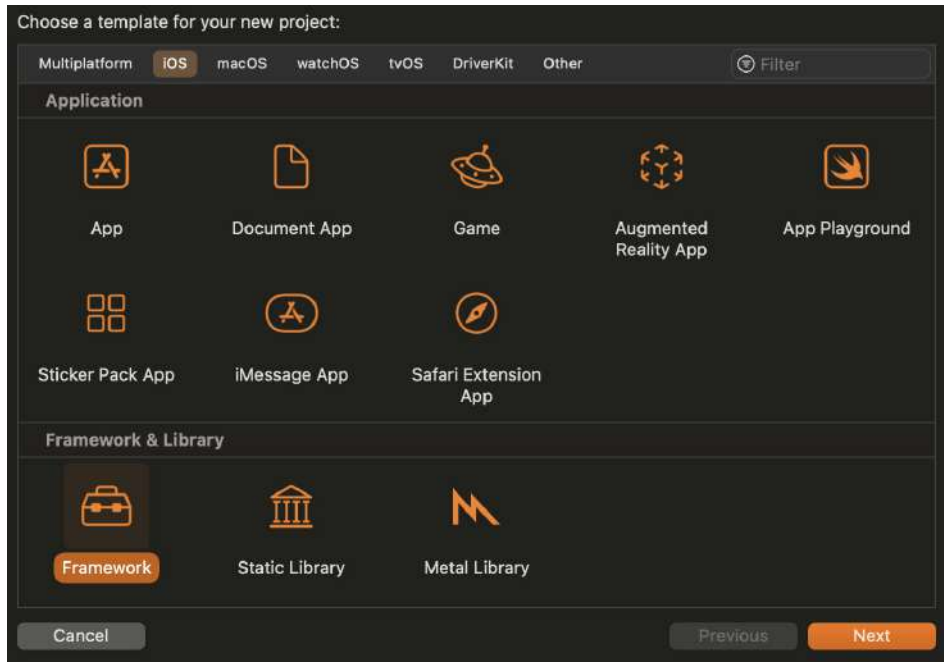 Choose a template for your new project:
Multiplatform iOS macOS watchOS tvOS DriverKit Other Filter
Application
App Document App Game Augmented Reality App App Playground
Sticker Pack App iMessage App Safari Extension App
Framework & Library
Framework Static Library Metal Library
Cancel Previous Next